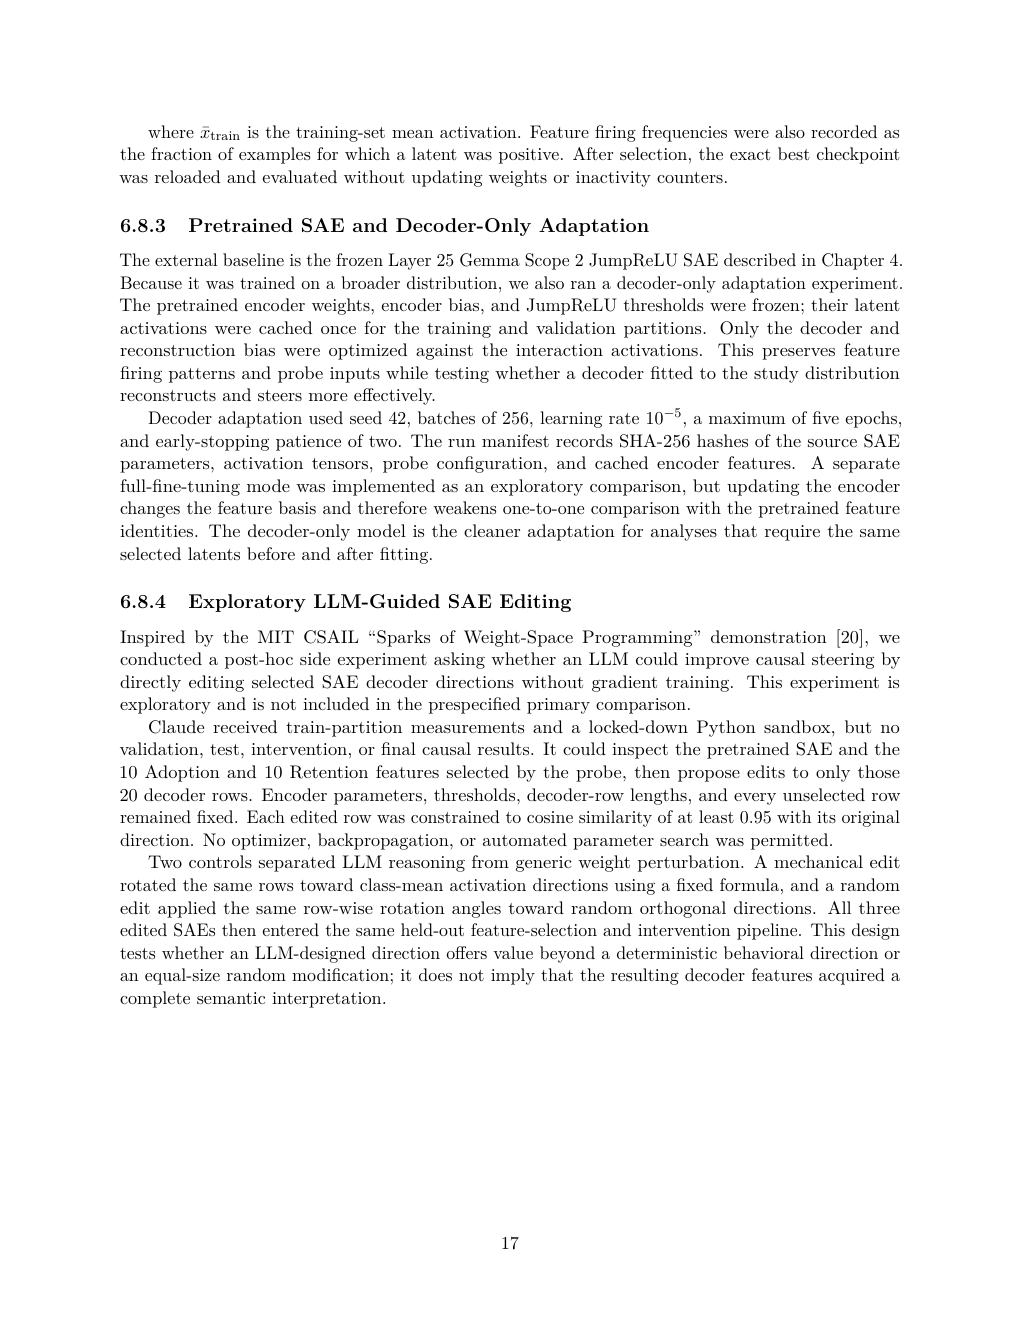 where x̄train is the training-set mean activation. Feature firing frequencies were also recorded as
the fraction of examples for which a latent was positive. After selection, the exact best checkpoint
was reloaded and evaluated without updating weights or inactivity counters.
6.8.3 Pretrained SAE and Decoder-Only Adaptation
The external baseline is the frozen Layer 25 Gemma Scope 2 JumpReLU SAE described in Chapter 4.
Because it was trained on a broader distribution, we also ran a decoder-only adaptation experiment.
The pretrained encoder weights, encoder bias, and JumpReLU thresholds were frozen; their latent
activations were cached once for the training and validation partitions. Only the decoder and
reconstruction bias were optimized against the interaction activations. This preserves feature
firing patterns and probe inputs while testing whether a decoder fitted to the study distribution
reconstructs and steers more effectively.
Decoder adaptation used seed 42, batches of 256, learning rate 10⁻⁵, a maximum of five epochs,
and early-stopping patience of two. The run manifest records SHA-256 hashes of the source SAE
parameters, activation tensors, probe configuration, and cached encoder features. A separate
full-fine-tuning mode was implemented as an exploratory comparison, but updating the encoder
changes the feature basis and therefore weakens one-to-one comparison with the pretrained feature
identities. The decoder-only model is the cleaner adaptation for analyses that require the same
selected latents before and after fitting.
6.8.4 Exploratory LLM-Guided SAE Editing
Inspired by the MIT CSAIL “Sparks of Weight-Space Programming” demonstration [20], we
conducted a post-hoc side experiment asking whether an LLM could improve causal steering by
directly editing selected SAE decoder directions without gradient training. This experiment is
exploratory and is not included in the prespecified primary comparison.
Claude received train-partition measurements and a locked-down Python sandbox, but no
validation, test, intervention, or final causal results. It could inspect the pretrained SAE and the
10 Adoption and 10 Retention features selected by the probe, then propose edits to only those
20 decoder rows. Encoder parameters, thresholds, decoder-row lengths, and every unselected row
remained fixed. Each edited row was constrained to cosine similarity of at least 0.95 with its original
direction. No optimizer, backpropagation, or automated parameter search was permitted.
Two controls separated LLM reasoning from generic weight perturbation. A mechanical edit
rotated the same rows toward class-mean activation directions using a fixed formula, and a random
edit applied the same row-wise rotation angles toward random orthogonal directions. All three
edited SAEs then entered the same held-out feature-selection and intervention pipeline. This design
tests whether an LLM-designed direction offers value beyond a deterministic behavioral direction or
an equal-size random modification; it does not imply that the resulting decoder features acquired a
complete semantic interpretation.
17